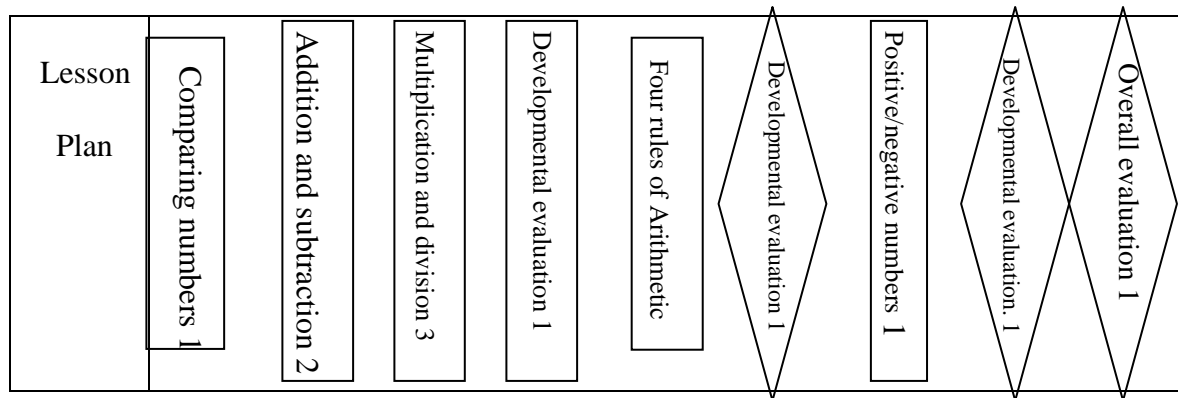 Lesson
Plan
Comparing numbers 1
Addition and subtraction 2
Multiplication and division 3
Developmental evaluation 1
Four rules of Arithmetic
Developmental evaluation 1
Positive/negative numbers 1
Developmental evaluation. 1
Overall evaluation 1